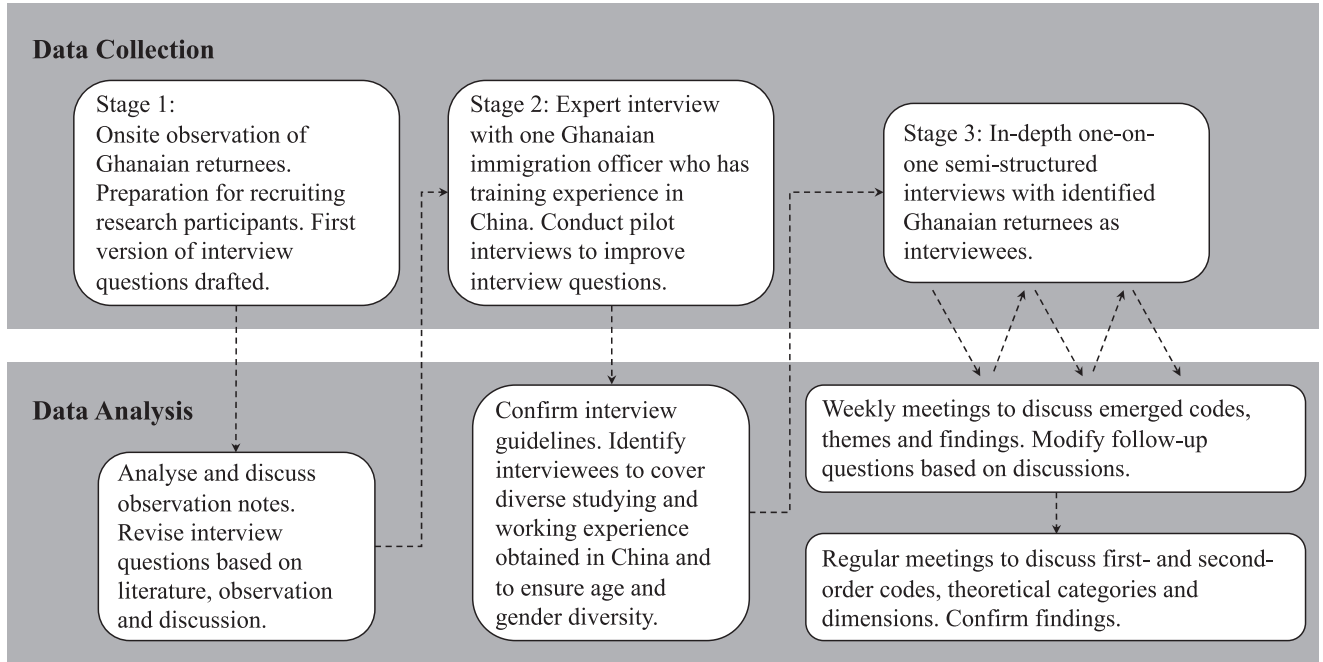 Data Collection
Stage 1:
Onsite observation of
Ghanaian returnees.
Preparation for recruiting
research participants. First
version of interview
questions drafted.
Stage 2: Expert interview
with one Ghanaian
immigration officer who has
training experience in
China. Conduct pilot
interviews to improve
interview questions.
Stage 3: In-depth one-on-
one semi-structured
interviews with identified
Ghanaian returnees as
interviewees.
Data Analysis
Analyse and discuss
observation notes.
Revise interview
questions based on
literature, observation
and discussion.
Confirm interview
guidelines. Identify
interviewees to cover
diverse studying and
working experience
obtained in China and
to ensure age and
gender diversity.
Weekly meetings to discuss emerged codes,
themes and findings. Modify follow-up
questions based on discussions.
Regular meetings to discuss first- and second-
order codes, theoretical categories and
dimensions. Confirm findings.